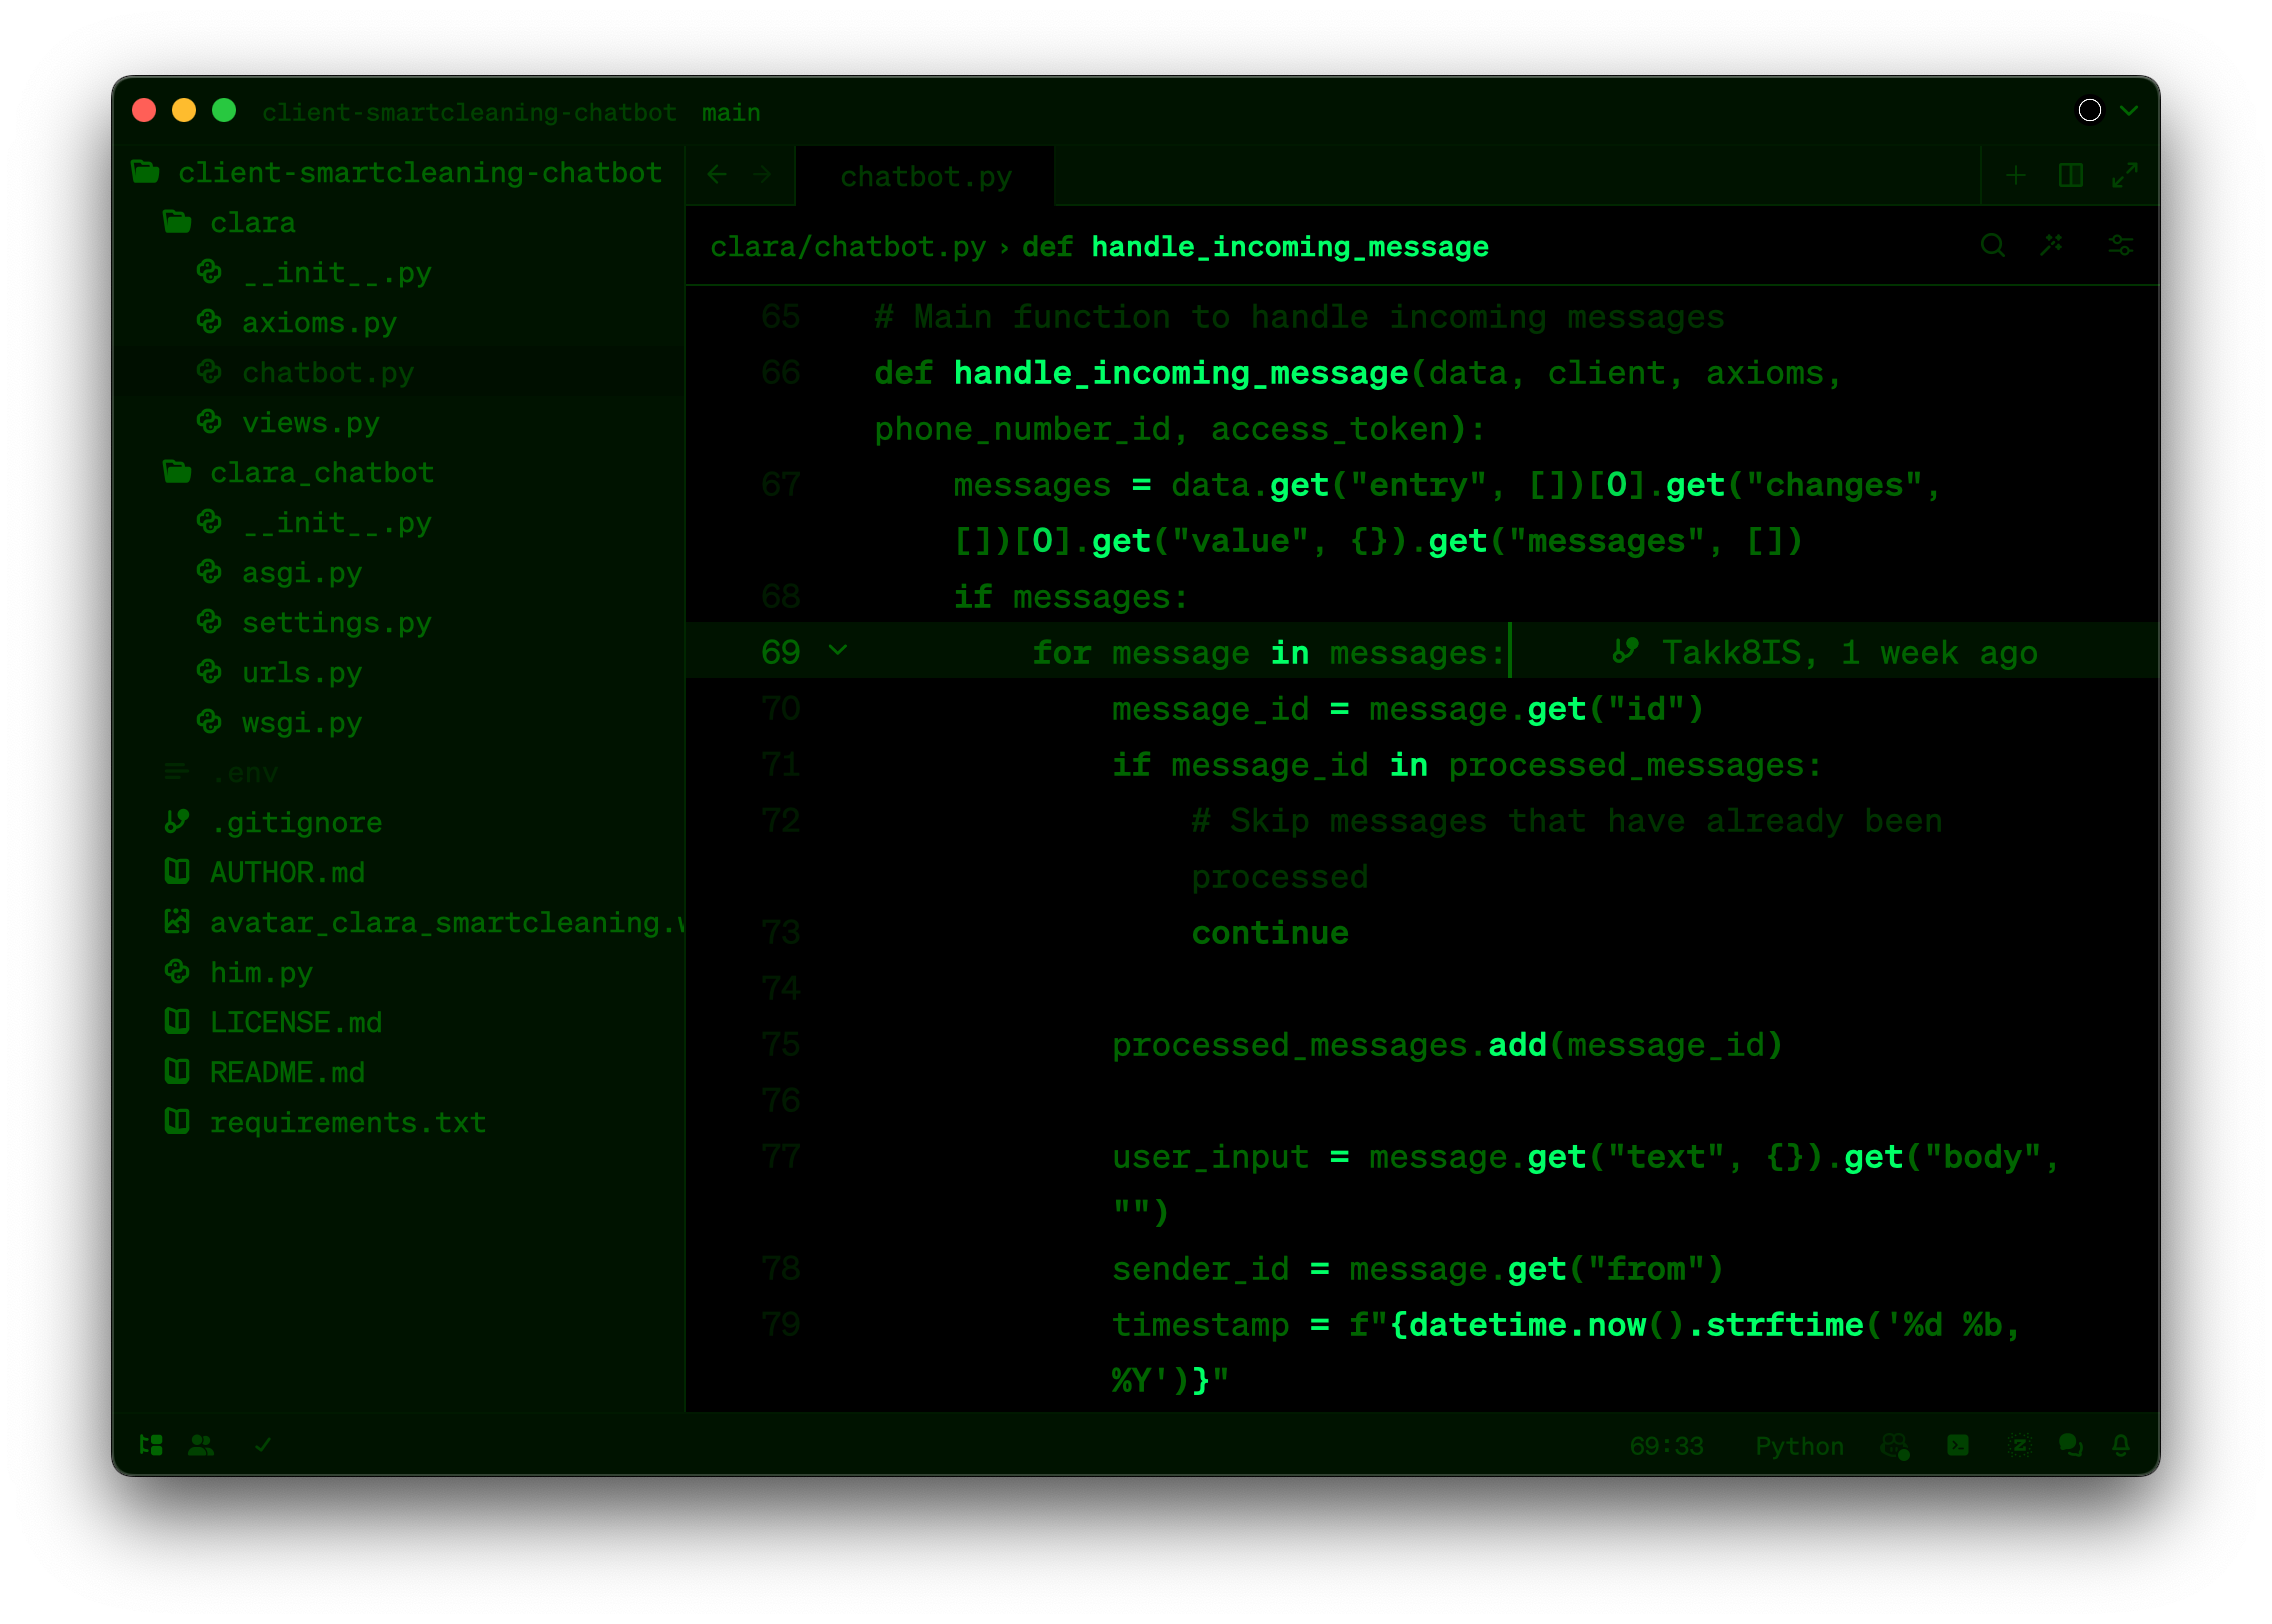 client-smartcleaning-chatbot main
client-smartcleaning-chatbot
clara
__init__.py
axioms.py
chatbot.py
views.py
clara_chatbot
__init__.py
asgi.py
settings.py
urls.py
wsgi.py
.env
.gitignore
AUTHOR.md
avatar_clara_smartcleaning.w
him.py
LICENSE.md
README.md
requirements.txt
chatbot.py
clara/chatbot.py › def handle_incoming_message
65 # Main function to handle incoming messages
66 def handle_incoming_message(data, client, axioms,
phone_number_id, access_token):
67 messages = data.get("entry", [])[0].get("changes",
[])[0].get("value", {}).get("messages", [])
68 if messages:
69 for message in messages: Takk8IS, 1 week ago
70 message_id = message.get("id")
71 if message_id in processed_messages:
72 # Skip messages that have already been
processed
73 continue
74
75 processed_messages.add(message_id)
76
77 user_input = message.get("text", {}).get("body",
"")
78 sender_id = message.get("from")
79 timestamp = f"{datetime.now().strftime('%d %b,
%Y')}"
69:33 Python